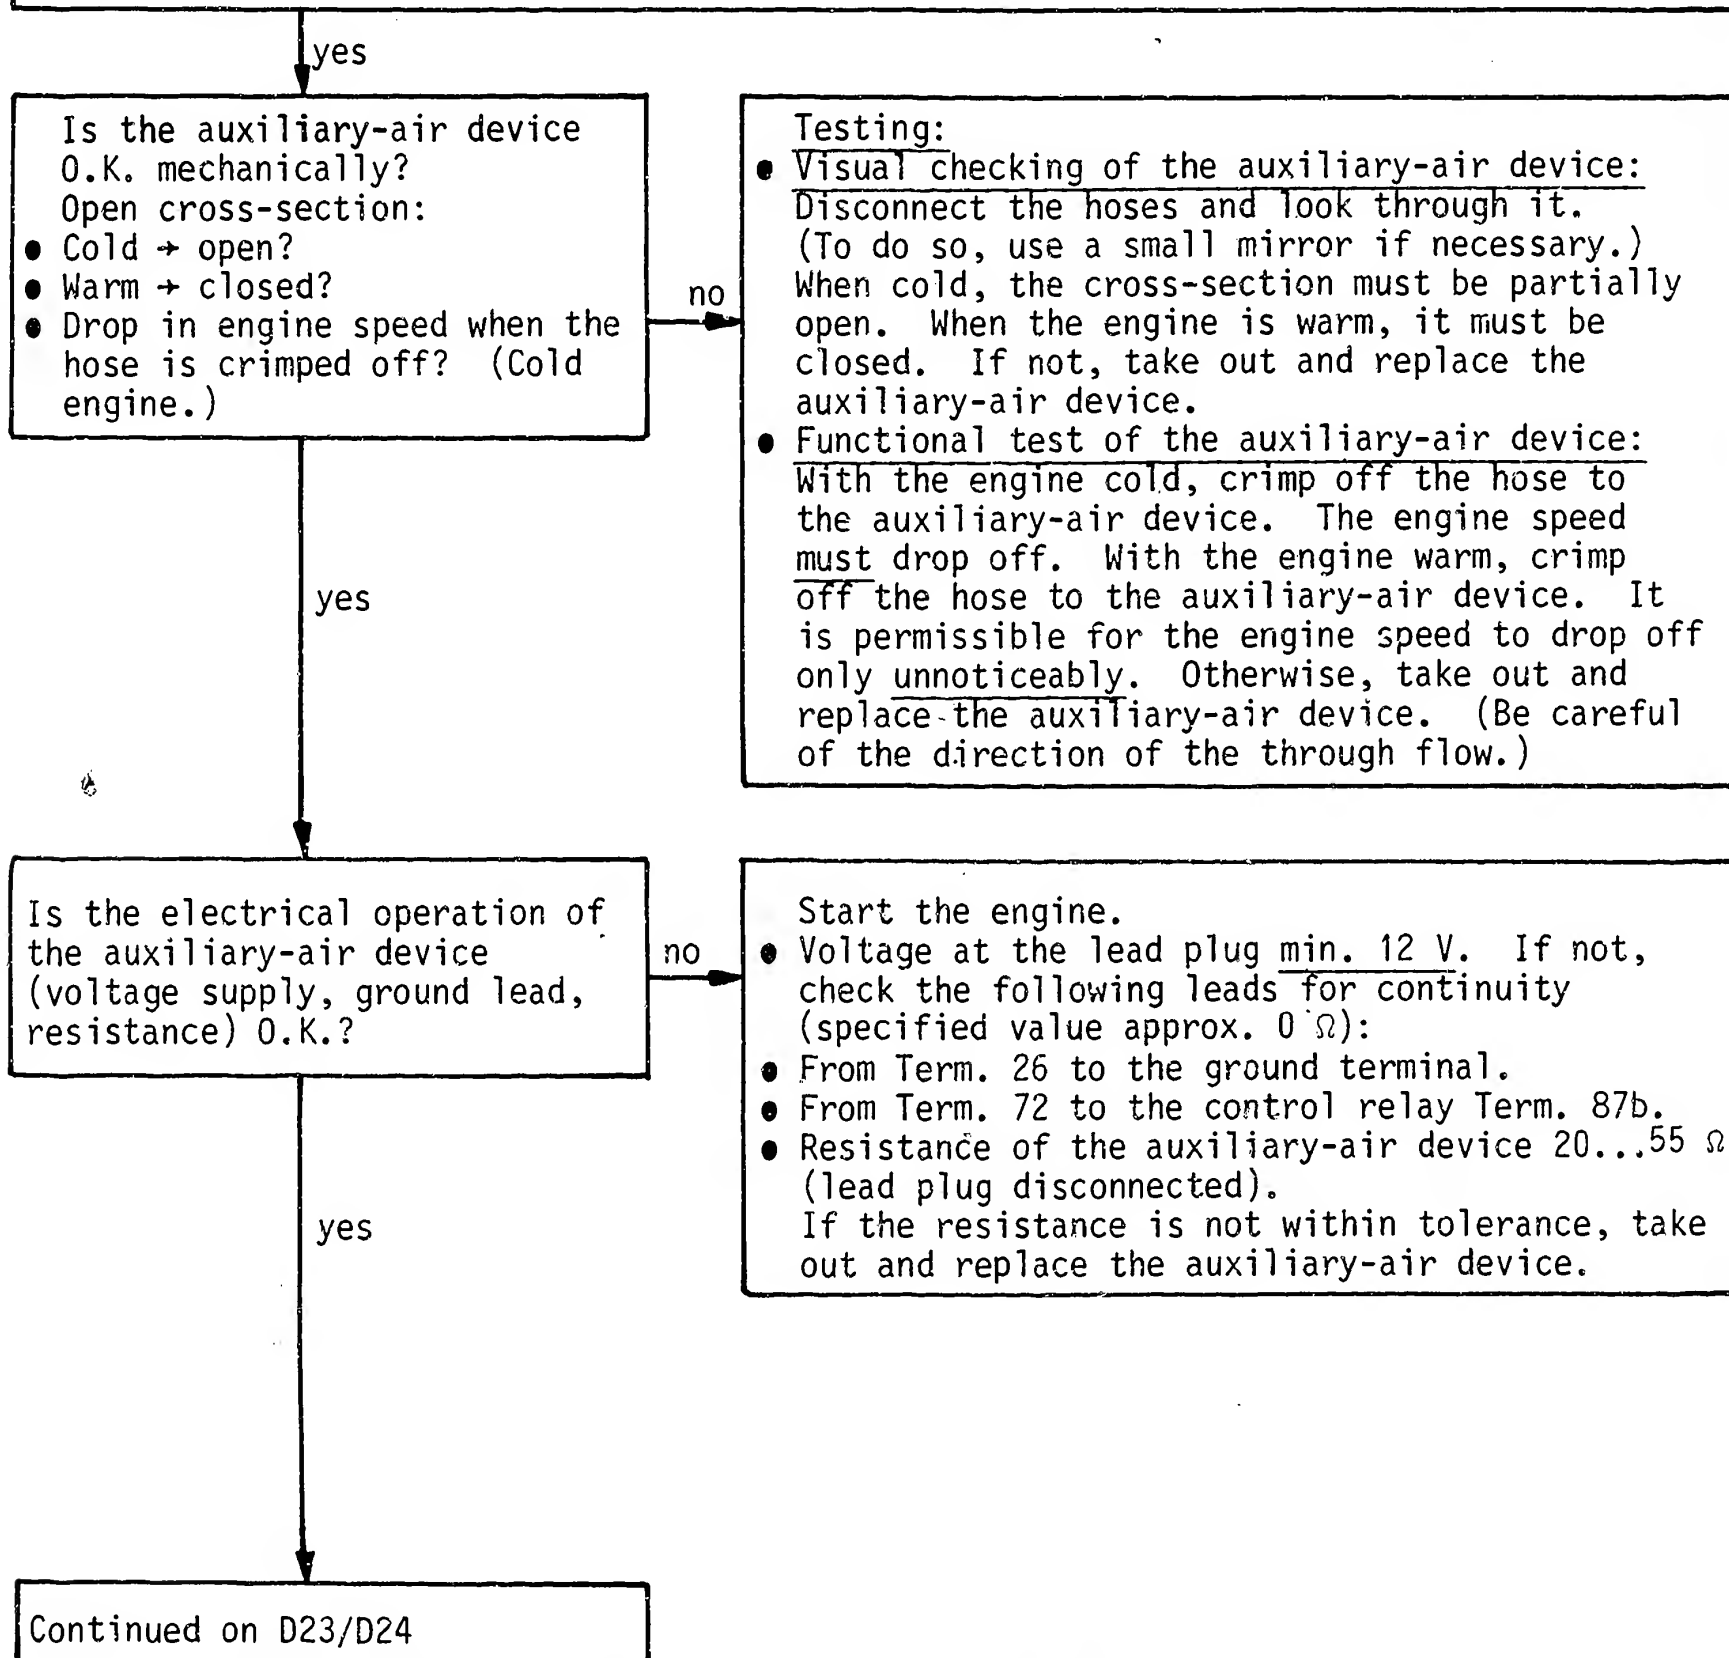 yes
Is the auxiliary-air device
O.K. mechanically?
Open cross-section:
● Cold → open?
● Warm → closed?
● Drop in engine speed when the
hose is crimped off? (Cold
engine.)
no
Testing:
● Visual checking of the auxiliary-air device:
Disconnect the hoses and look through it.
(To do so, use a small mirror if necessary.)
When cold, the cross-section must be partially
open. When the engine is warm, it must be
closed. If not, take out and replace the
auxiliary-air device.
● Functional test of the auxiliary-air device:
With the engine cold, crimp off the hose to
the auxiliary-air device. The engine speed
must drop off. With the engine warm, crimp
off the hose to the auxiliary-air device. It
is permissible for the engine speed to drop off
only unnoticeably. Otherwise, take out and
replace the auxiliary-air device. (Be careful
of the direction of the through flow.)
yes
Is the electrical operation of
the auxiliary-air device
(voltage supply, ground lead,
resistance) O.K.?
no
Start the engine.
● Voltage at the lead plug min. 12 V. If not,
check the following leads for continuity
(specified value approx. 0 Ω):
● From Term. 26 to the ground terminal.
● From Term. 72 to the control relay Term. 87b.
● Resistance of the auxiliary-air device 20...55 Ω
(lead plug disconnected).
If the resistance is not within tolerance, take
out and replace the auxiliary-air device.
yes
Continued on D23/D24